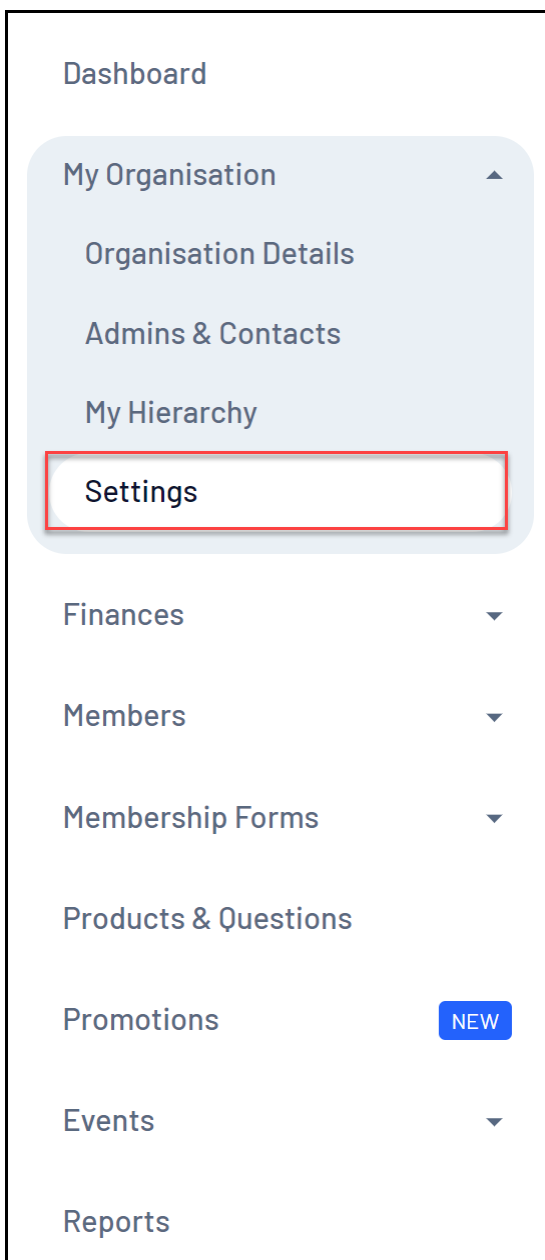 Dashboard
My Organisation
Organisation Details
Admins & Contacts
My Hierarchy
Settings
Finances
Members
Membership Forms
Products & Questions
Promotions NEW
Events
Reports